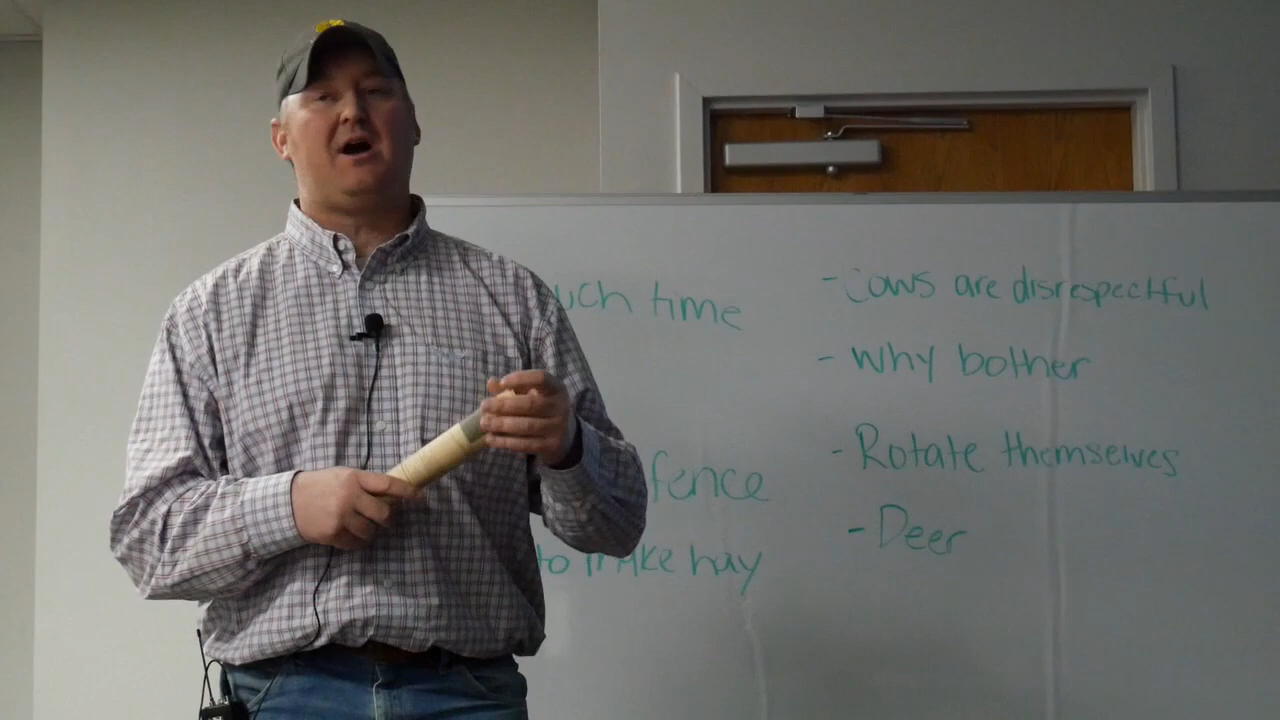 uch time
fence
to make hay
- Cows are disrespectful
- Why bother
- Rotate themselves
- Deer